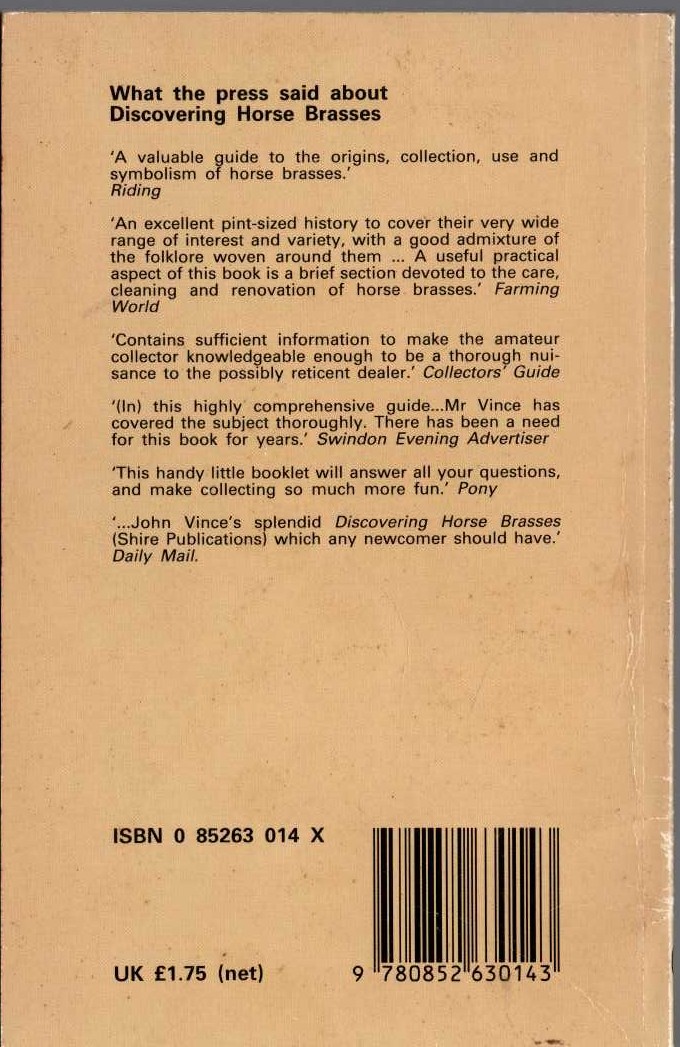 What the press said about
Discovering Horse Brasses
'A valuable guide to the origins, collection, use and
symbolism of horse brasses.'
Riding
'An excellent pint-sized history to cover their very wide
range of interest and variety, with a good admixture of
the folklore woven around them ... A useful practical
aspect of this book is a brief section devoted to the care,
cleaning and renovation of horse brasses.' Farming
World
'Contains sufficient information to make the amateur
collector knowledgeable enough to be a thorough nui-
sance to the possibly reticent dealer.' Collectors' Guide
'(In) this highly comprehensive guide...Mr Vince has
covered the subject thoroughly. There has been a need
for this book for years.' Swindon Evening Advertiser
'This handy little booklet will answer all your questions,
and make collecting so much more fun.' Pony
'...John Vince's splendid Discovering Horse Brasses
(Shire Publications) which any newcomer should have.'
Daily Mail.
ISBN 0 85263 014 X
UK £1.75 (net)
9 780852 630143